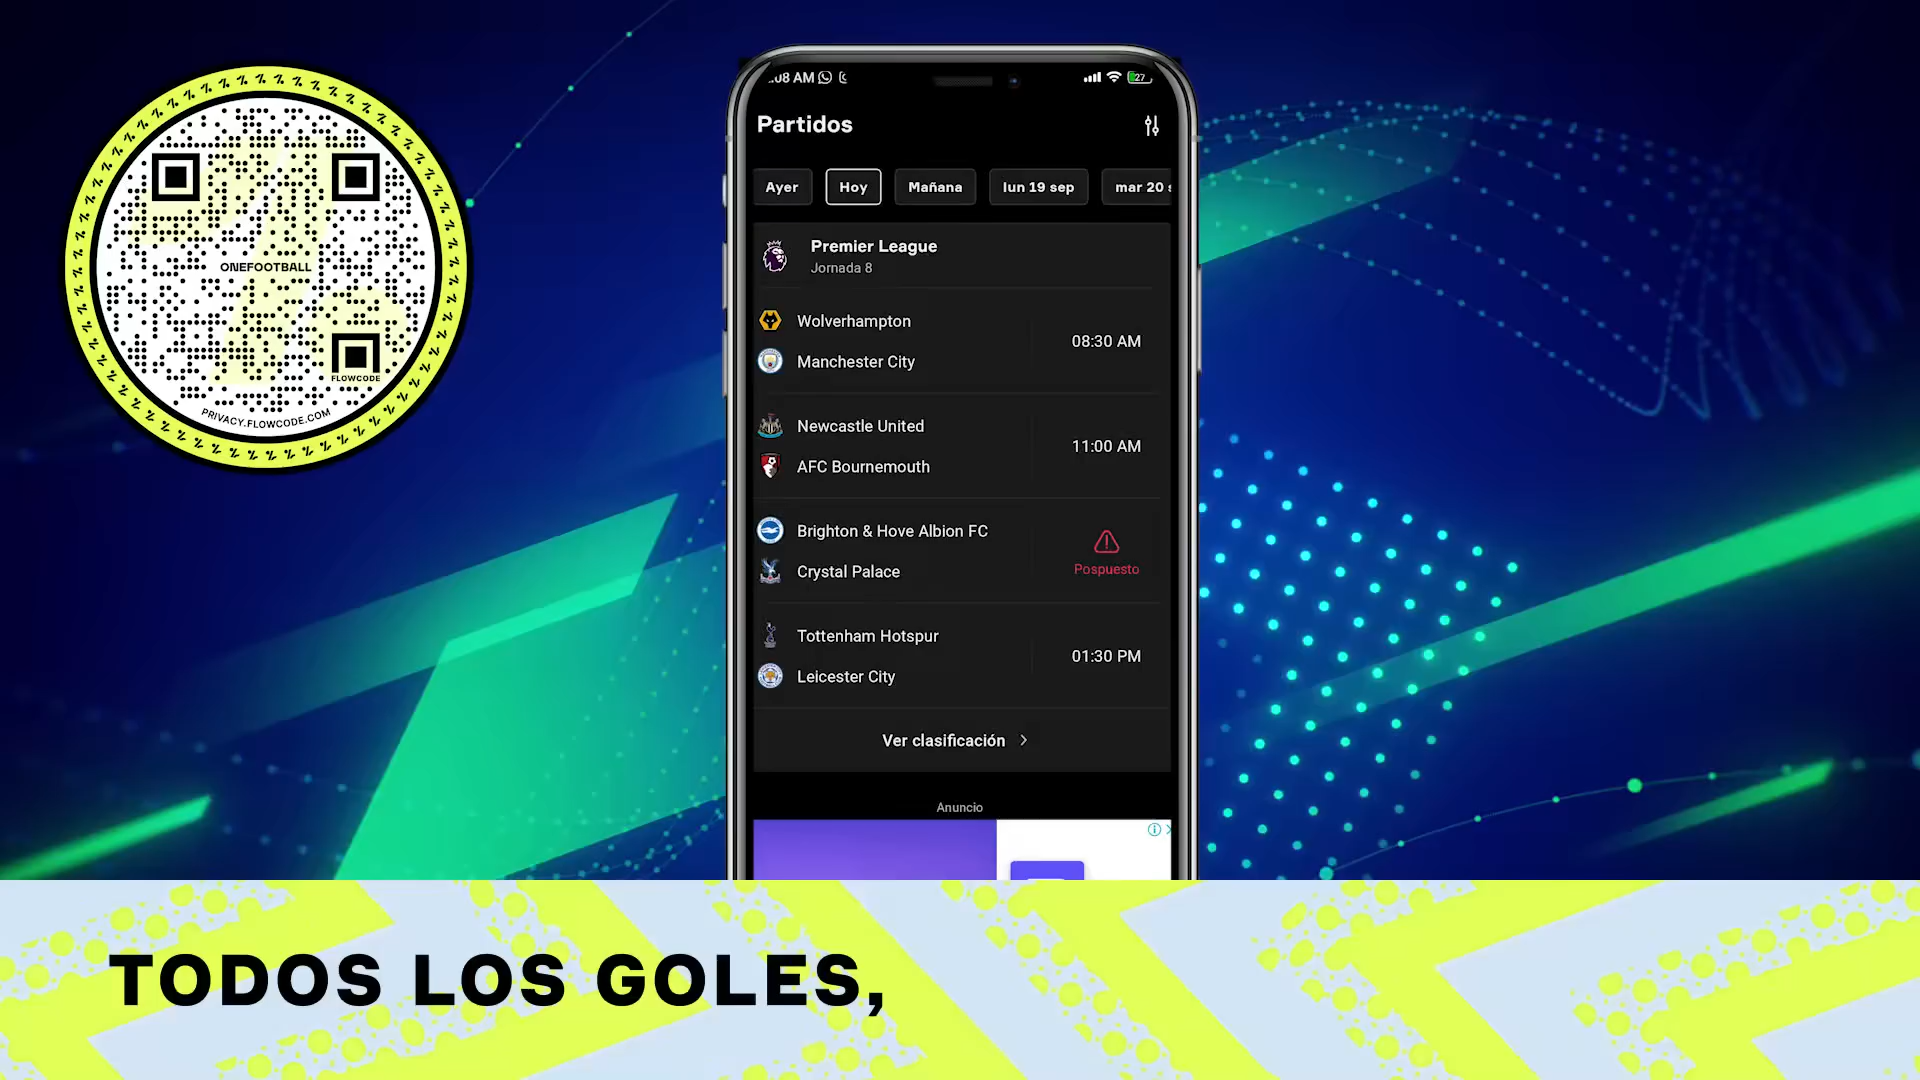 ONEFOOTBALL
FLOWCODE
PRIVACY.FLOWCODE.COM
:08 AM
27
Partidos
Ayer
Hoy
Mañana
lun 19 sep
mar 20 s
Premier League
Jornada 8
Wolverhampton
Manchester City
08:30 AM
Newcastle United
AFC Bournemouth
11:00 AM
Brighton & Hove Albion FC
Crystal Palace
Pospuesto
Tottenham Hotspur
Leicester City
01:30 PM
Ver clasificación
Anuncio
TODOS LOS GOLES,